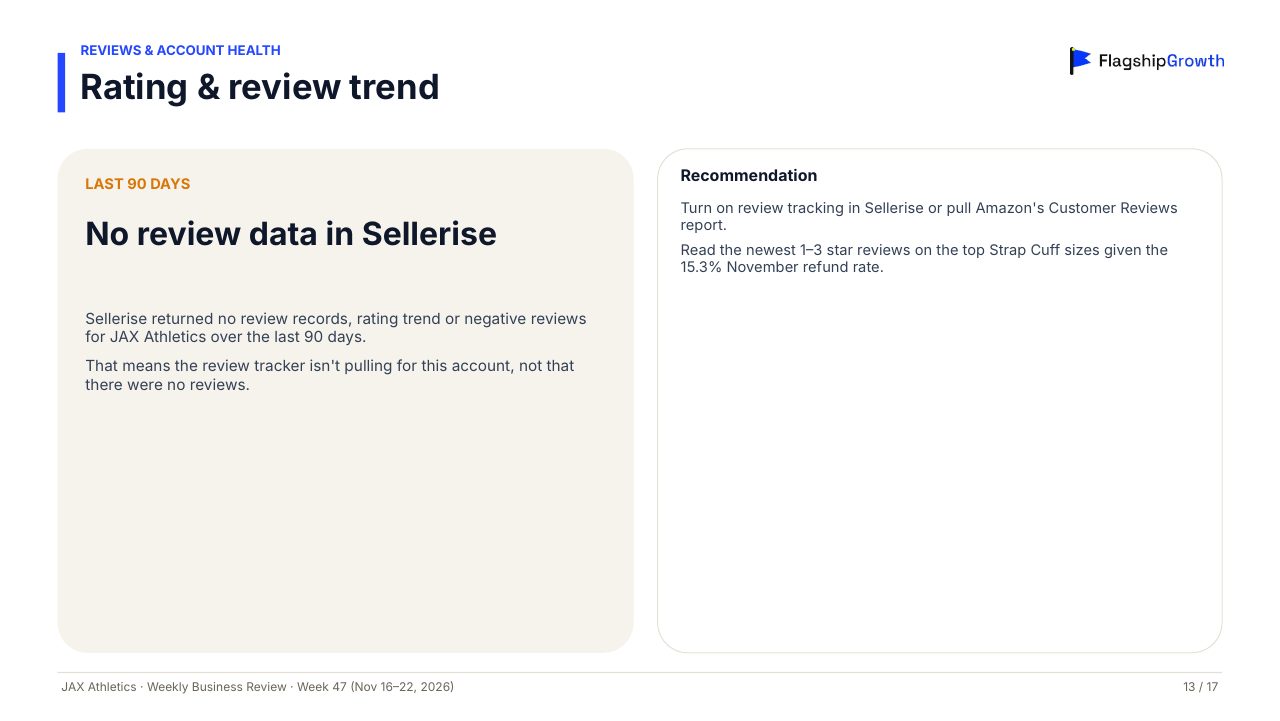 REVIEWS & ACCOUNT HEALTH
Rating & review trend
FlagshipGrowth
LAST 90 DAYS
No review data in Sellerise
Sellerise returned no review records, rating trend or negative reviews
for JAX Athletics over the last 90 days.
That means the review tracker isn't pulling for this account, not that
there were no reviews.
Recommendation
Turn on review tracking in Sellerise or pull Amazon's Customer Reviews
report.
Read the newest 1–3 star reviews on the top Strap Cuff sizes given the
15.3% November refund rate.
JAX Athletics · Weekly Business Review · Week 47 (Nov 16–22, 2026)
13 / 17